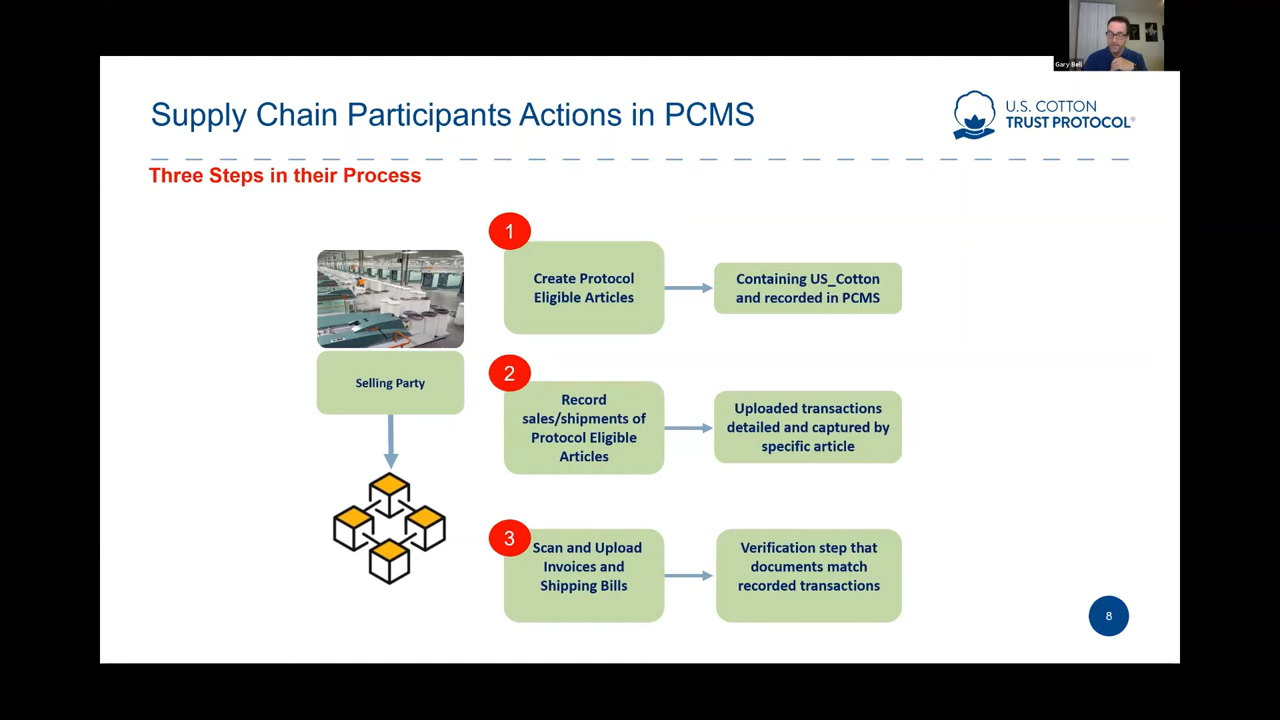 Gary Bell
Supply Chain Participants Actions in PCMS
U.S. COTTON
TRUST PROTOCOL®
Three Steps in their Process
1
Create Protocol
Eligible Articles
Containing US_Cotton
and recorded in PCMS
Selling Party
2
Record
sales/shipments of
Protocol Eligible
Articles
Uploaded transactions
detailed and captured by
specific article
3
Scan and Upload
Invoices and
Shipping Bills
Verification step that
documents match
recorded transactions
8